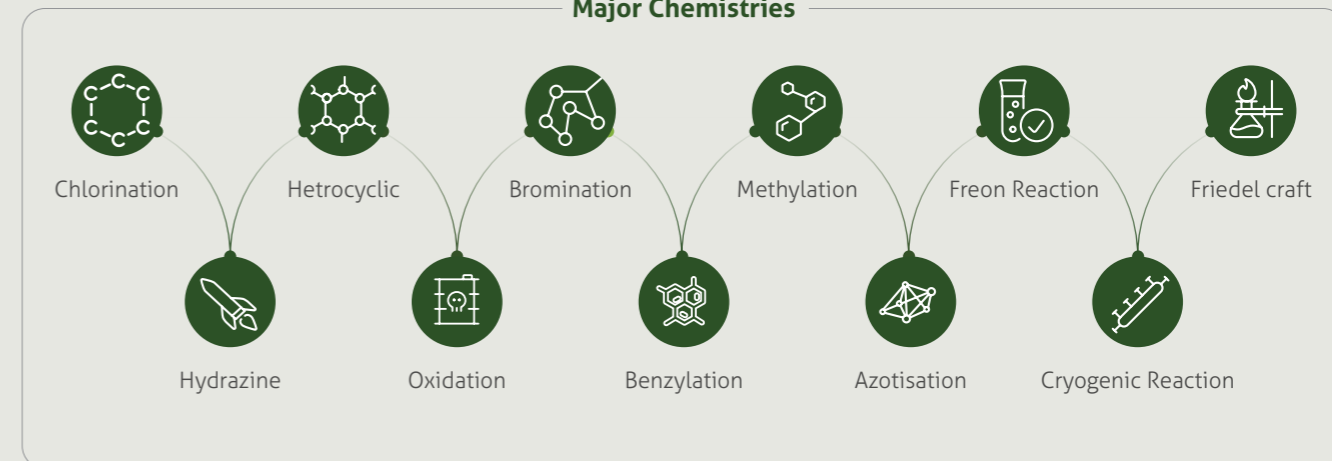 Major Chemistries
Chlorination
Hetrocyclic
Bromination
Methylation
Freon Reaction
Friedel craft
Hydrazine
Oxidation
Benzylation
Azotisation
Cryogenic Reaction